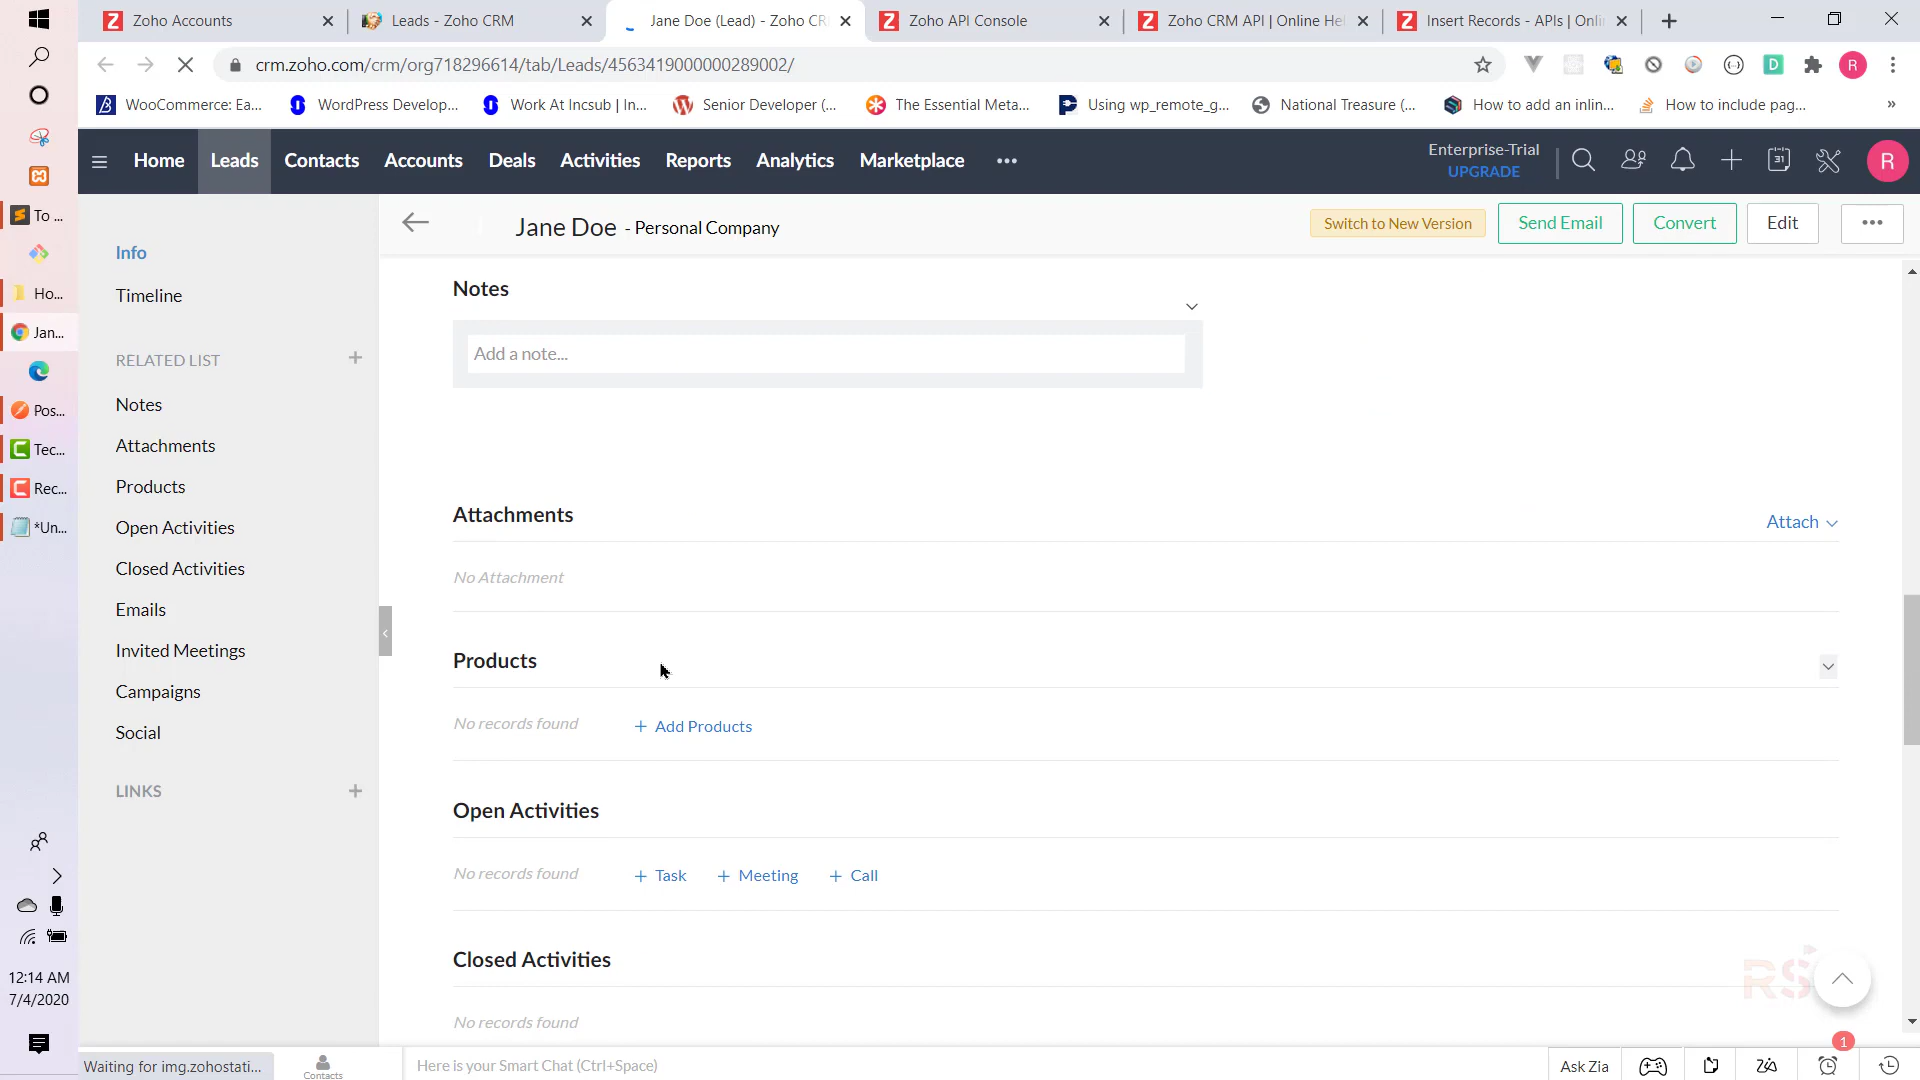 Zoho Accounts
Leads - Zoho CRM
Jane Doe (Lead) - Zoho CR
Zoho API Console
Zoho CRM API | Online Hel
Insert Records - APIs | Onli
crm.zoho.com/crm/org718296614/tab/Leads/4563419000000289002/
WooCommerce: Ea...
WordPress Develop...
Work At Incsub | In...
Senior Developer (...
The Essential Meta...
Using wp_remote_g...
National Treasure (...
How to add an inlin...
How to include pag...
»
Home
Leads
Contacts
Accounts
Deals
Activities
Reports
Analytics
Marketplace
Enterprise-Trial
UPGRADE
31
R
Jane Doe - Personal Company
Switch to New Version
Send Email
Convert
Edit
Info
Timeline
RELATED LIST
Notes
Attachments
Products
Open Activities
Closed Activities
Emails
Invited Meetings
Campaigns
Social
LINKS
Notes
Add a note...
Attachments
Attach
No Attachment
Products
No records found
+ Add Products
Open Activities
No records found
+ Task
+ Meeting
+ Call
Closed Activities
No records found
RS
To ...
Ho...
Jan...
Pos...
Tec...
Rec...
*Un...
12:14 AM
7/4/2020
Waiting for img.zohostati...
Contacts
Here is your Smart Chat (Ctrl+Space)
Ask Zia
1